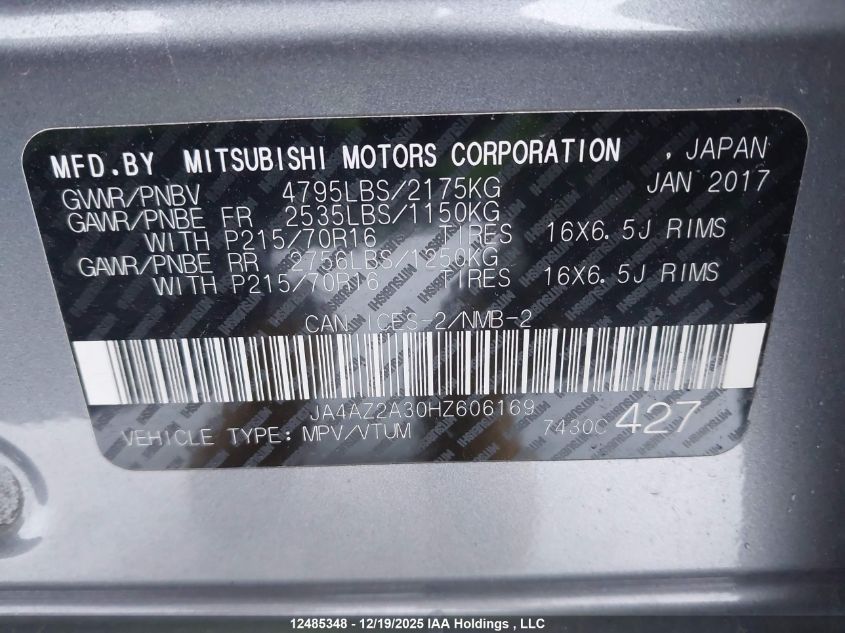 MFD.BY MITSUBISHI MOTORS CORPORATION , JAPAN
GVWR/PNBV 4795LBS/2175KG JAN 2017
GAWR/PNBE FR 2535LBS/1150KG
WITH P215/70R16 TIRES 16X6.5J RIMS
GAWR/PNBE RR 2756LBS/1250KG
WITH P215/70R16 TIRES 16X6.5J RIMS
CAN ICES-2/NMB-2
JA4AZ2A30HZ606169
VEHICLE TYPE: MPV/VTUM 7430C 427
12485348 - 12/19/2025 IAA Holdings , LLC